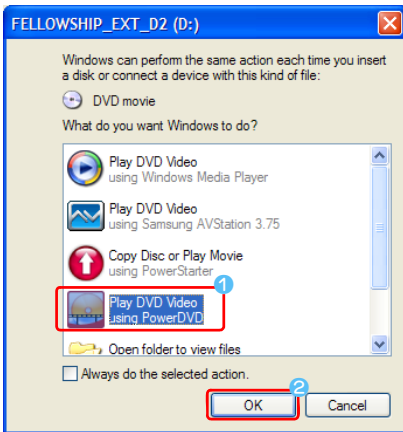 FELLOWSHIP_EXT_D2 (D:)
Windows can perform the same action each time you insert
a disk or connect a device with this kind of file:
DVD movie
What do you want Windows to do?
Play DVD Video
using Windows Media Player
Play DVD Video
using Samsung AVStation 3.75
Copy Disc or Play Movie
using PowerStarter
1
Play DVD Video
using PowerDVD
Open folder to view files
Always do the selected action.
2
OK
Cancel